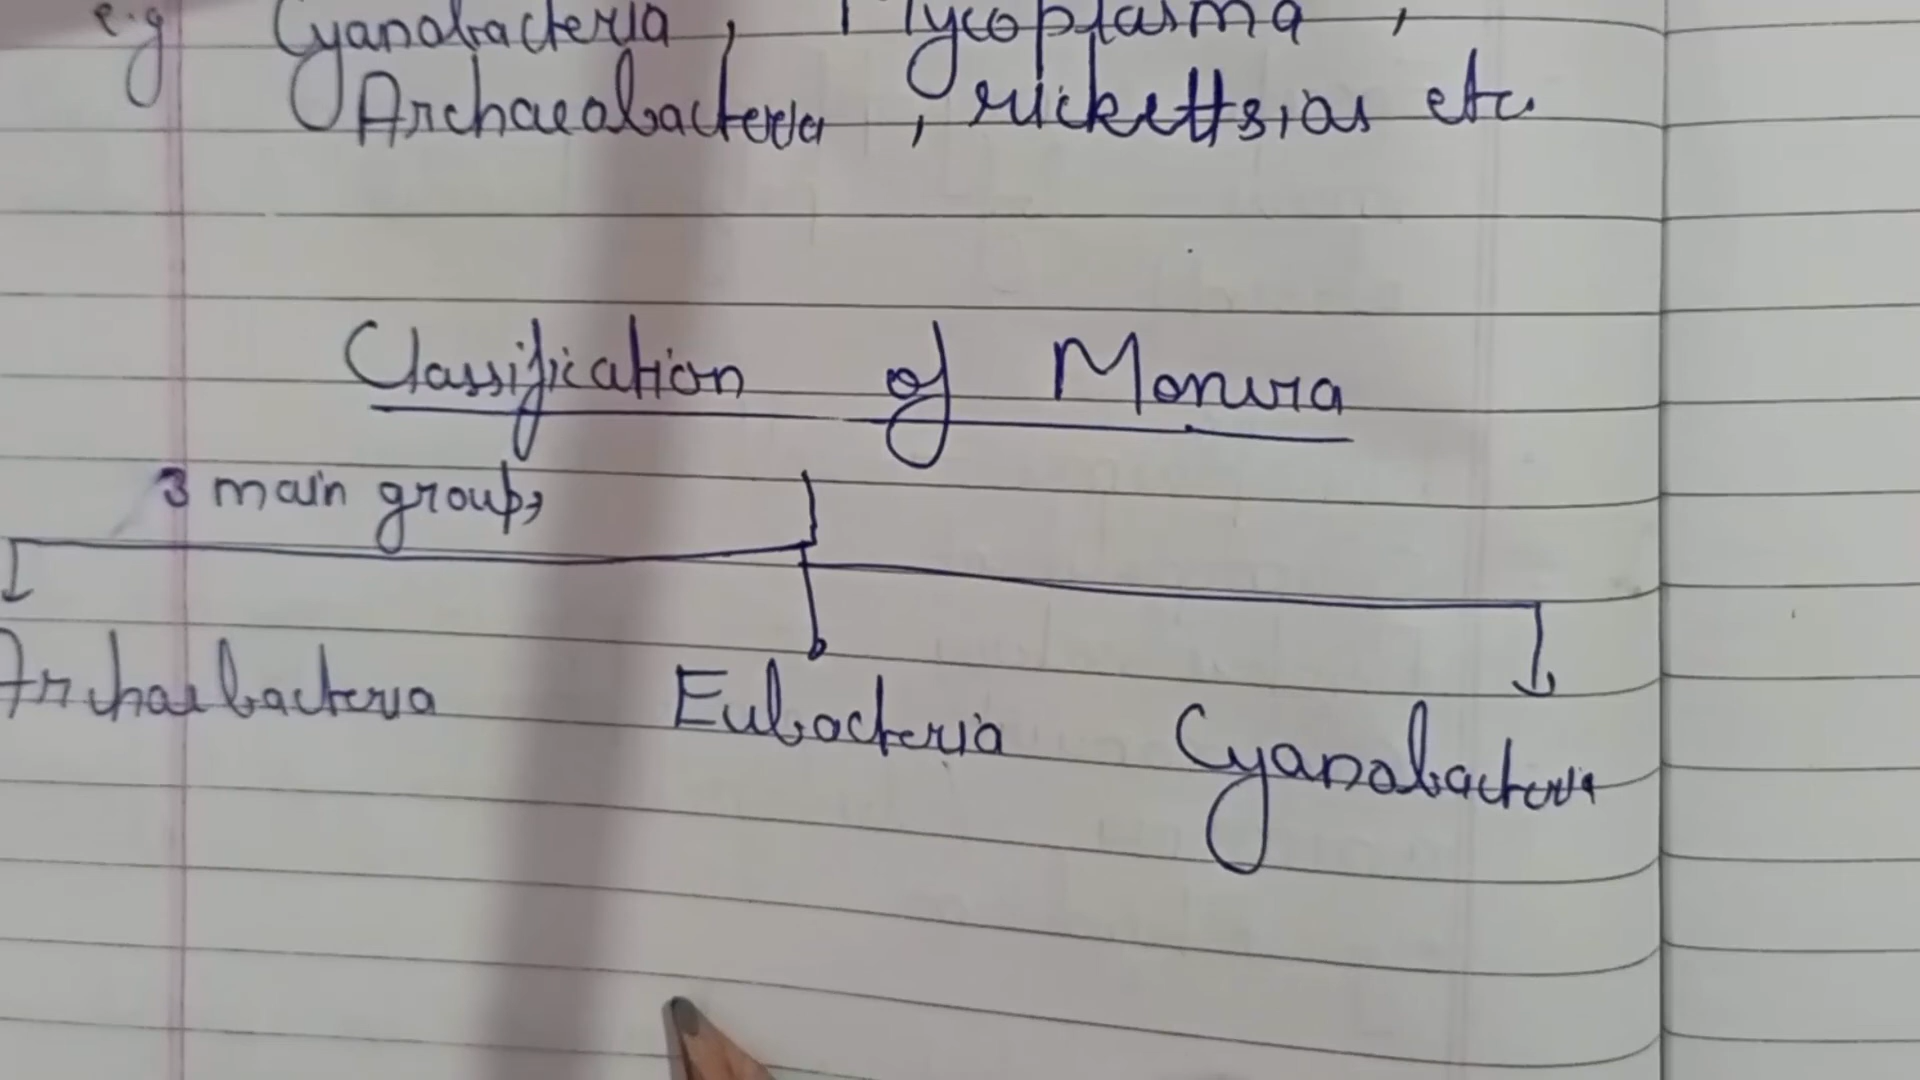 e.g Cyanobacteria, Mycoplasma,
Archaeobacteria, rickettsias etc
Classification of Monera
3 main groups
Archaebacteria Eubacteria Cyanobacteria